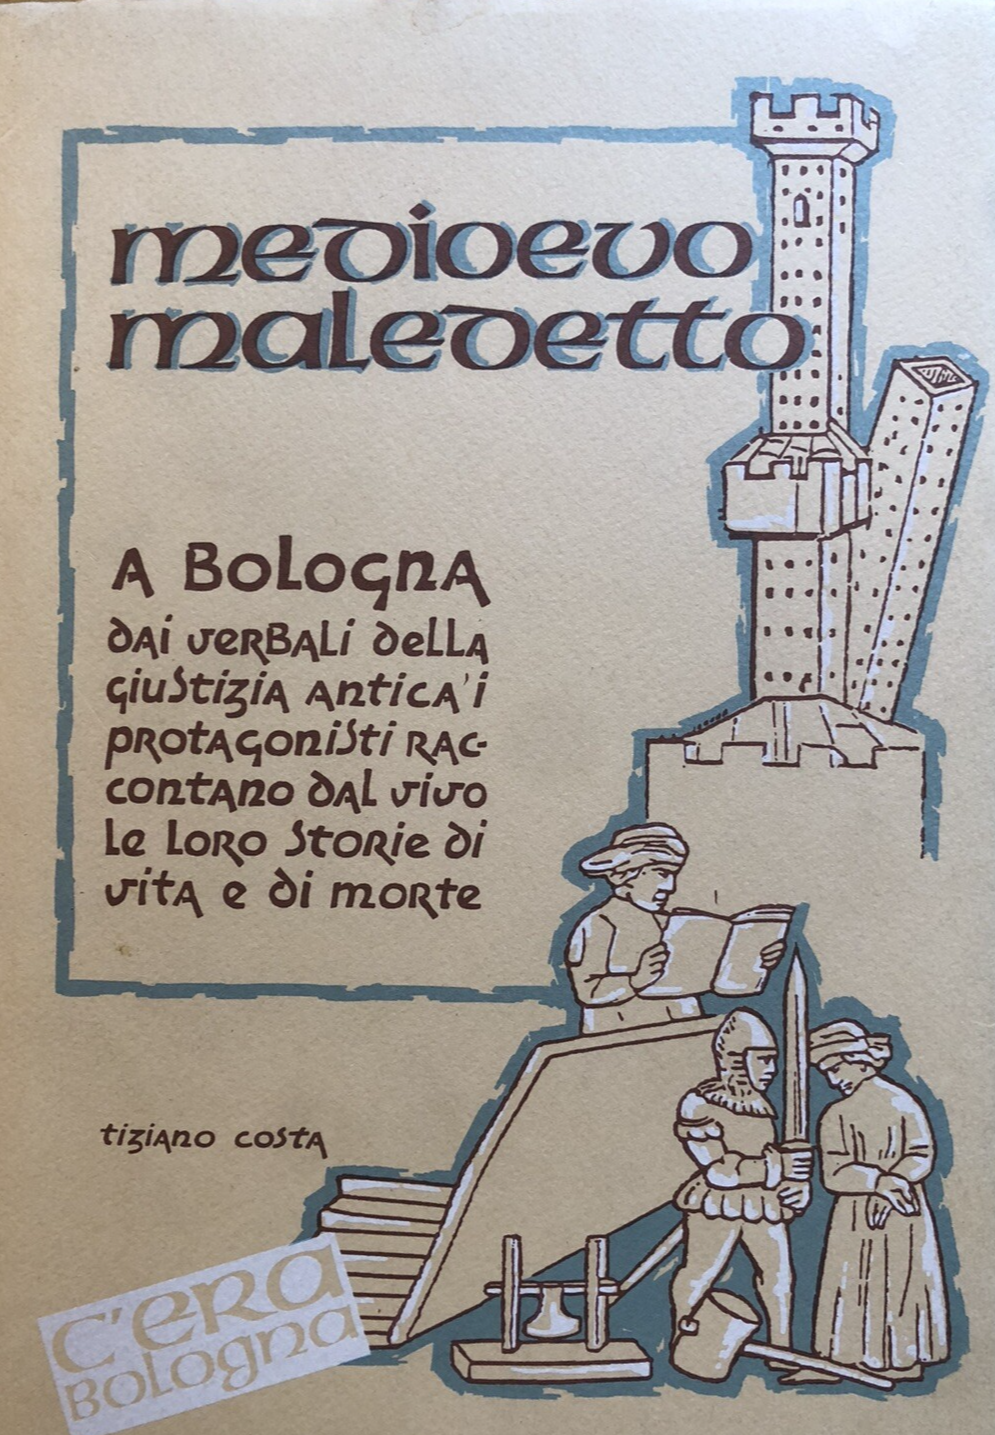 medioevo
maledetto
A BOLOGNA
dai verbali della
giustizia antica i
protagonisti rac-
contano dal vivo
le loro storie di
vita e di morte
tiziano costa
c'era
Bologna